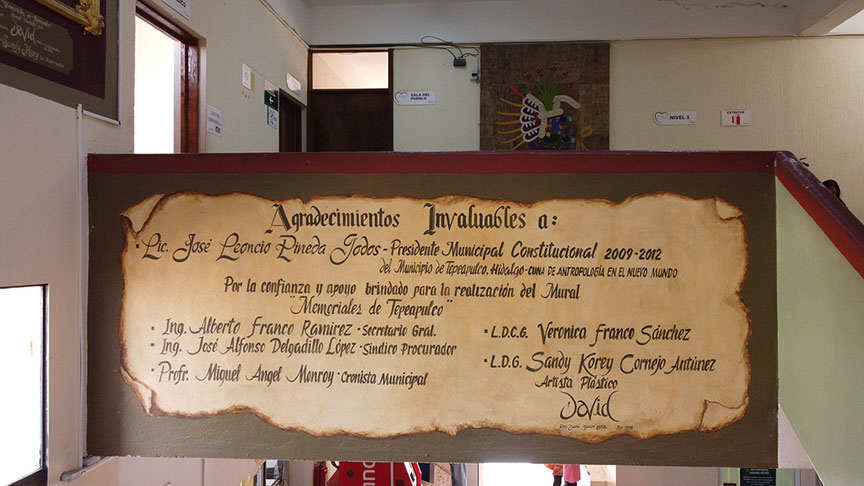 SALA DEL
PUEBLO
NIVEL 3
EXTINTOR
Agradecimientos Invaluables a:
• Lic. José Leoncio Pineda Godos - Presidente Municipal Constitucional 2009-2012
del Municipio de Tepeapulco, Hidalgo - CUNA DE ANTROPOLOGÍA EN EL NUEVO MUNDO
Por la confianza y apoyo brindado para la realización del Mural
"Memoriales de Tepeapulco"
• Ing. Alberto Franco Ramírez - Secretario Gral.
• Ing. José Alfonso Delgadillo López - Síndico Procurador
• Profr. Miguel Angel Monroy - Cronista Municipal
• L.D.C.G. Veronica Franco Sánchez
• L.D.G. Sandy Korey Cornejo Antúnez
Artista Plástico
David